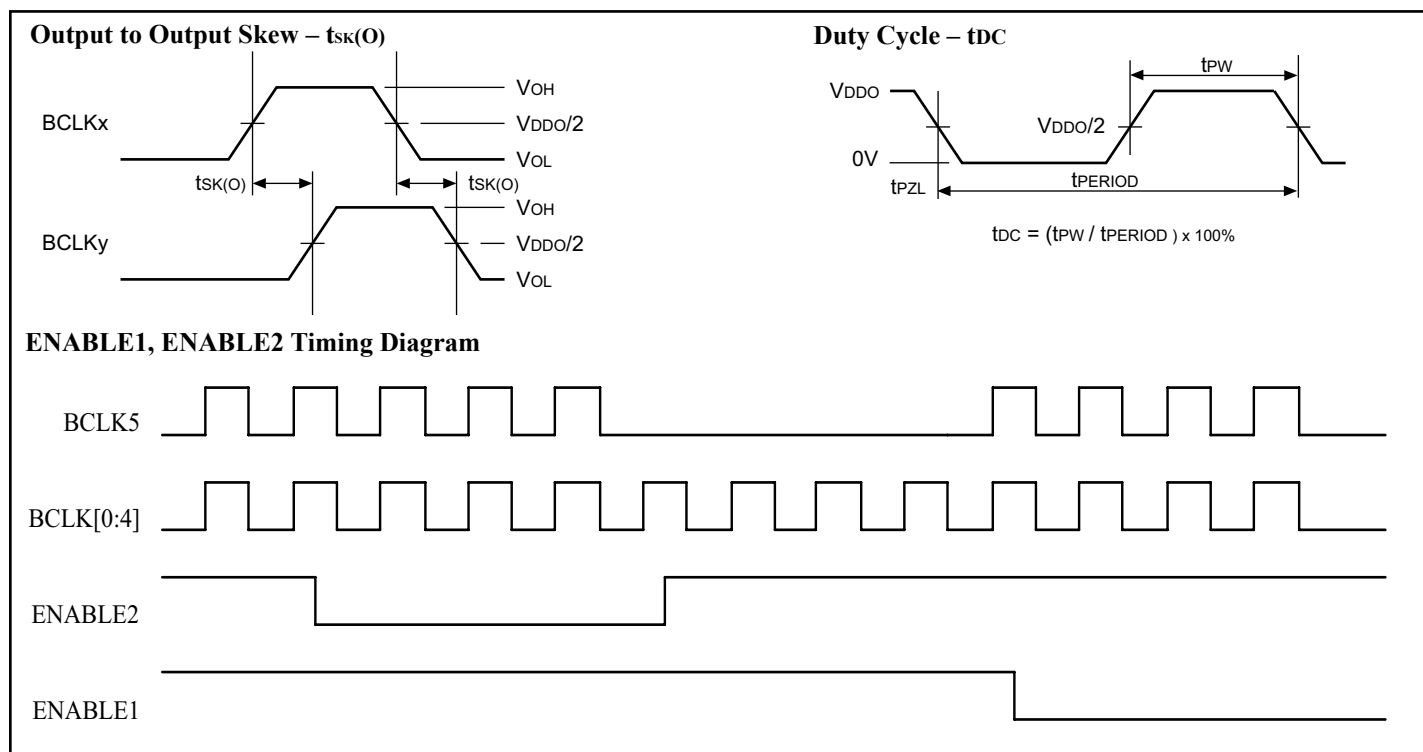 Output to Output Skew – tSK(O)
BCLKx
VOH
VDDO/2
VOL
tSK(O)
tSK(O)
BCLKy
VOH
VDDO/2
VOL
Duty Cycle – tDC
tPW
VDDO
VDDO/2
0V
tPZL
tPERIOD
tDC = (tPW / tPERIOD ) x 100%
ENABLE1, ENABLE2 Timing Diagram
BCLK5
BCLK[0:4]
ENABLE2
ENABLE1